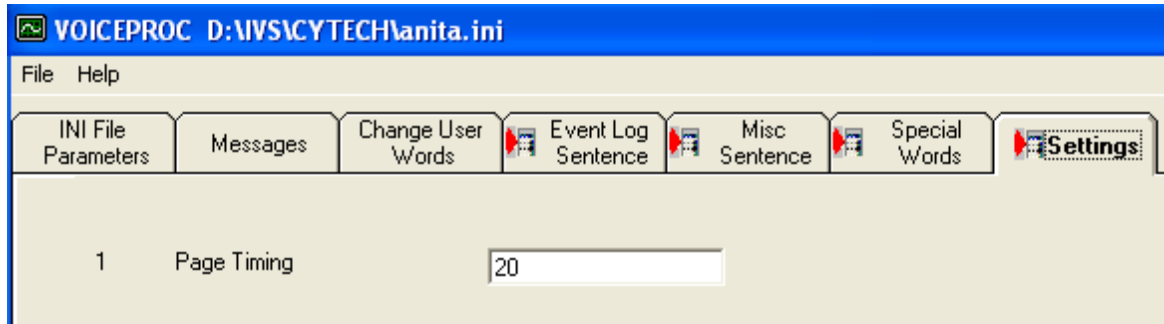 VOICEPROC D:\IVS\CYTECH\anita.ini
File Help
INI File Parameters
Messages
Change User Words
Event Log Sentence
Misc Sentence
Special Words
Settings
1 Page Timing 20